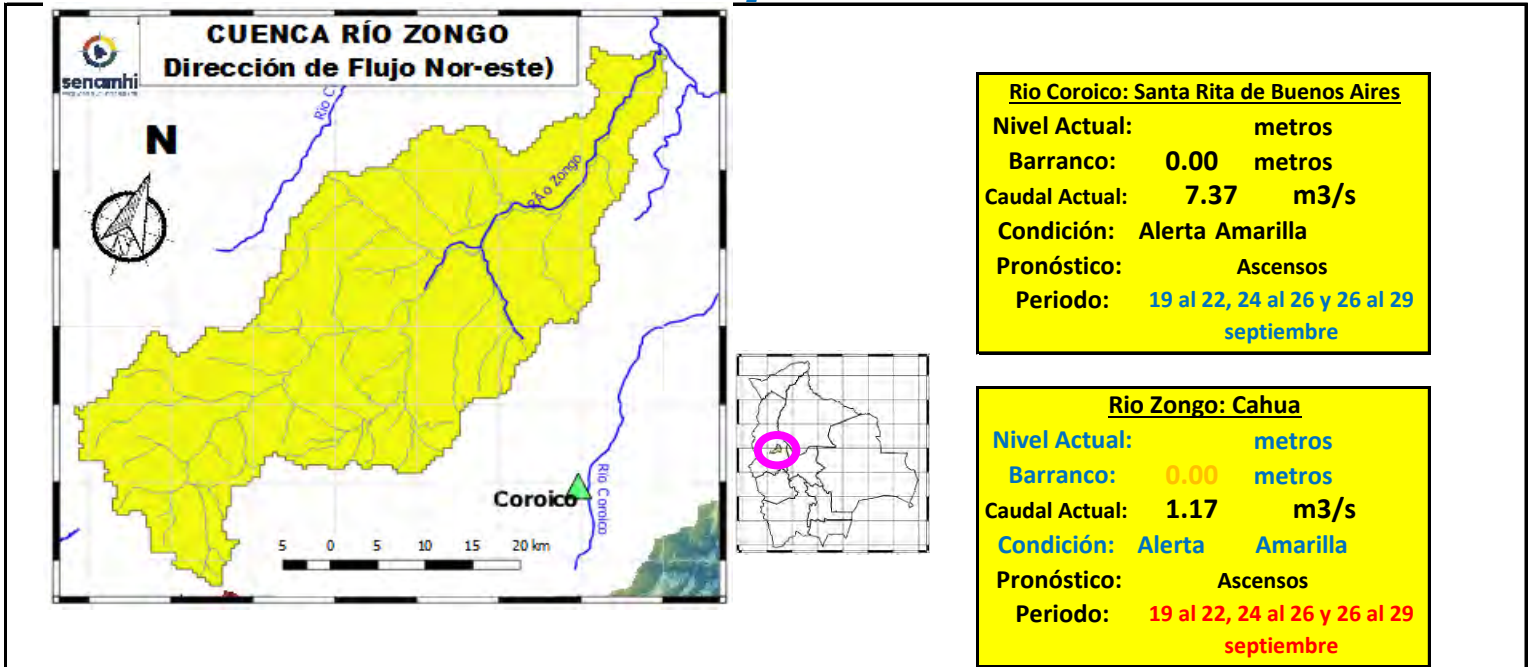 CUENCA RÍO ZONGO
Dirección de Flujo Nor-este)
senamhi
N
Rio C
RÃo Zongo
Río Coroico
Coroico
5 0 5 10 15 20 km
Rio Coroico: Santa Rita de Buenos Aires
Nivel Actual: metros
Barranco: 0.00 metros
Caudal Actual: 7.37 m3/s
Condición: Alerta Amarilla
Pronóstico: Ascensos
Periodo: 19 al 22, 24 al 26 y 26 al 29
septiembre
Rio Zongo: Cahua
Nivel Actual: metros
Barranco: 0.00 metros
Caudal Actual: 1.17 m3/s
Condición: Alerta Amarilla
Pronóstico: Ascensos
Periodo: 19 al 22, 24 al 26 y 26 al 29
septiembre